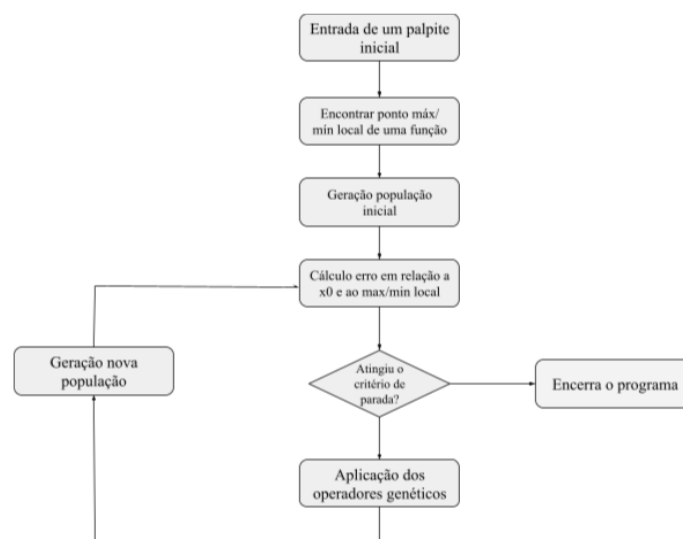 Entrada de um palpite
inicial
Encontrar ponto máx/
mín local de uma função
Geração população
inicial
Cálculo erro em relação a
x0 e ao max/min local
Geração nova
população
Atingiu o
critério de
parada?
Encerra o programa
Aplicação dos
operadores genéticos